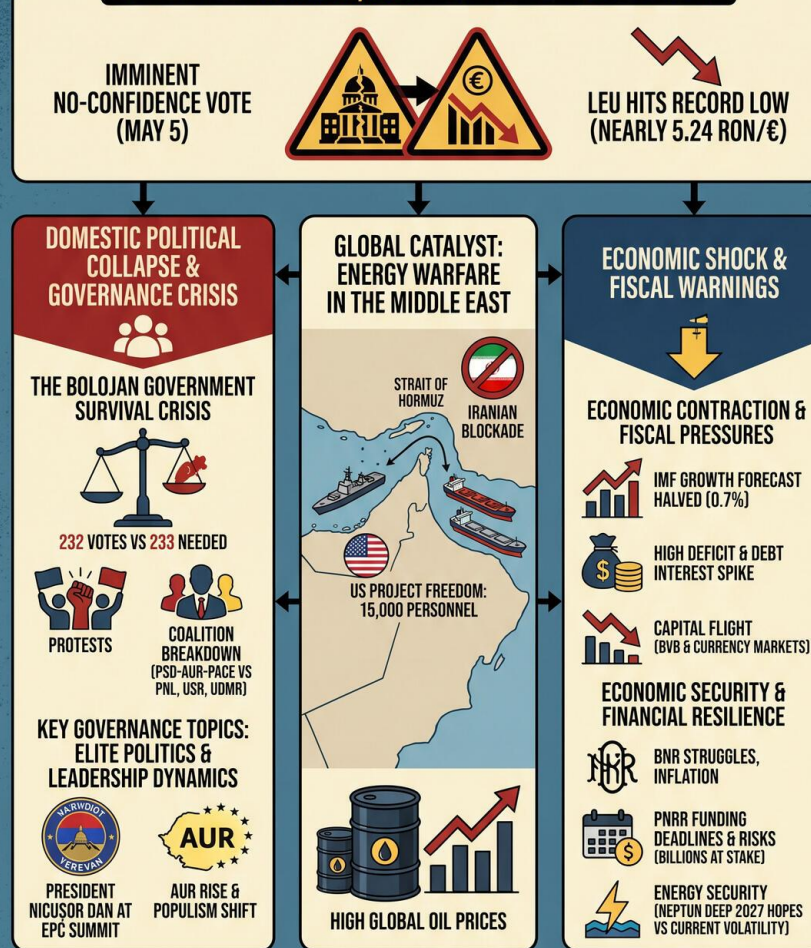 IMMINENT
NO-CONFIDENCE VOTE
(MAY 5)
€
LEU HITS RECORD LOW
(NEARLY 5.24 RON/€)
DOMESTIC POLITICAL
COLLAPSE &
GOVERNANCE CRISIS
THE BOLOJAN GOVERNMENT
SURVIVAL CRISIS
232 VOTES VS 233 NEEDED
PROTESTS
COALITION
BREAKDOWN
(PSD-AUR-PACE VS
PNL, USR, UDMR)
KEY GOVERNANCE TOPICS:
ELITE POLITICS &
LEADERSHIP DYNAMICS
VEREVAN
PRESIDENT
NICUȘOR DAN AT
EPC SUMMIT
AUR
AUR RISE &
POPULISM SHIFT
GLOBAL CATALYST:
ENERGY WARFARE
IN THE MIDDLE EAST
STRAIT OF
HORMUZ
IRANIAN
BLOCKADE
US PROJECT FREEDOM:
15,000 PERSONNEL
HIGH GLOBAL OIL PRICES
ECONOMIC SHOCK &
FISCAL WARNINGS
ECONOMIC CONTRACTION &
FISCAL PRESSURES
IMF GROWTH FORECAST
HALVED (0.7%)
$
HIGH DEFICIT & DEBT
INTEREST SPIKE
CAPITAL FLIGHT
(BVB & CURRENCY MARKETS)
ECONOMIC SECURITY &
FINANCIAL RESILIENCE
BNR STRUGGLES,
INFLATION
$
PNRR FUNDING
DEADLINES & RISKS
(BILLIONS AT STAKE)
ENERGY SECURITY
(NEPTUN DEEP 2027 HOPES
VS CURRENT VOLATILITY)